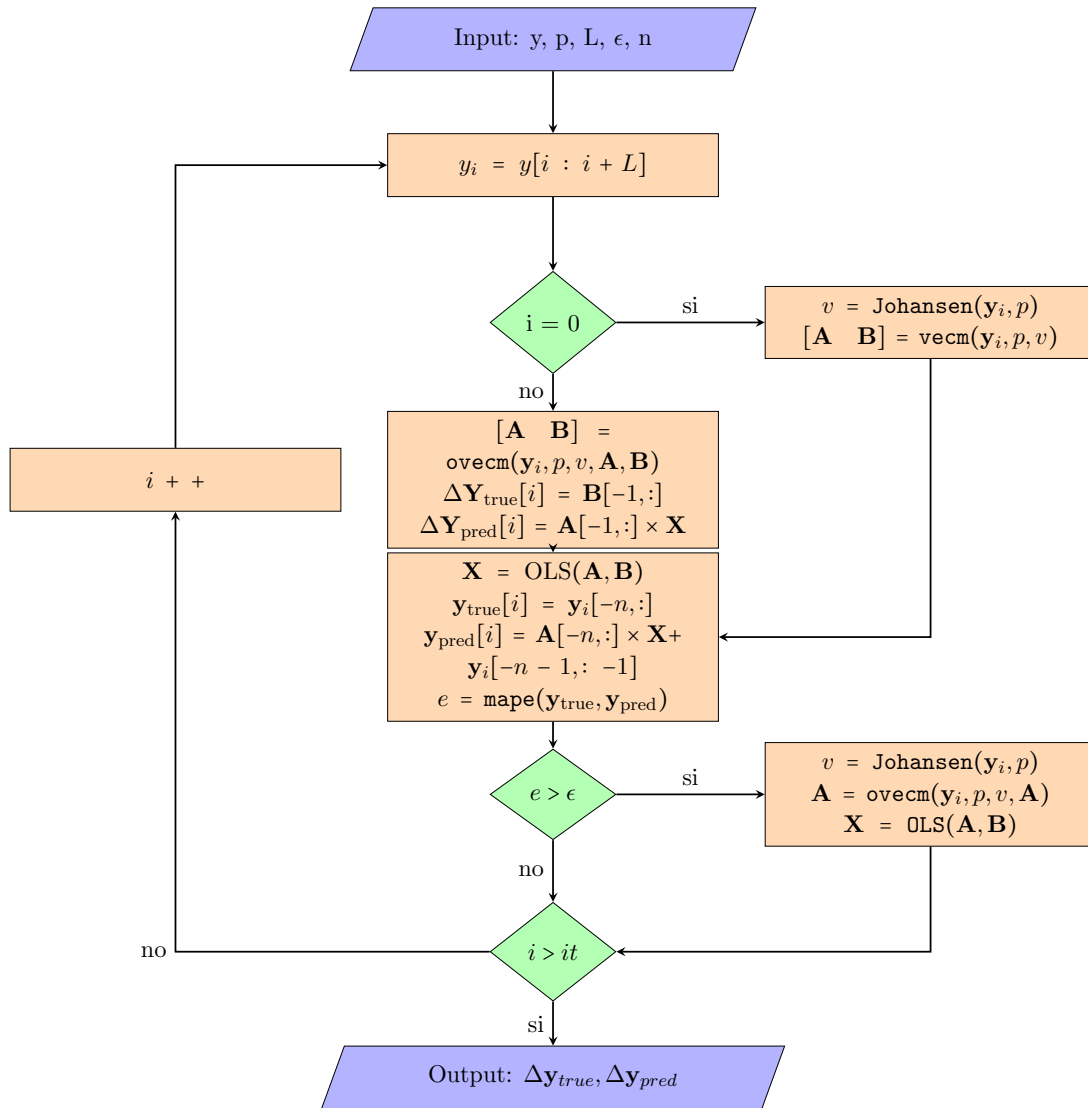 Input: y, p, L, ϵ, n
y_i = y[i : i + L]
i = 0
si
v = Johansen(y_i, p)
[A B] = vecm(y_i, p, v)
no
[A B] =
ovecm(y_i, p, v, A, B)
ΔY_true[i] = B[−1, :]
ΔY_pred[i] = A[−1, :] × X
i + +
X = OLS(A, B)
y_true[i] = y_i[−n, :]
y_pred[i] = A[−n, :] × X+
y_i[−n − 1, : −1]
e = mape(y_true, y_pred)
e > ϵ
si
v = Johansen(y_i, p)
A = ovecm(y_i, p, v, A)
X = OLS(A, B)
no
i > it
no
si
Output: Δy_true, Δy_pred